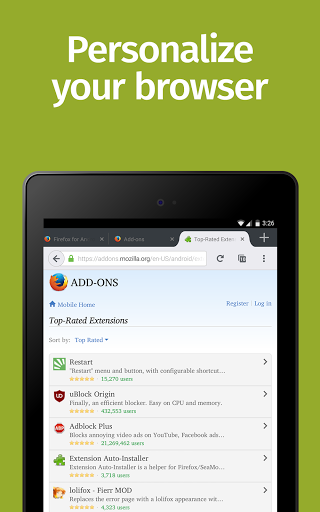 Personalize
your browser
3:26
Firefox for An
Add-ons
Top-Rated Exten
https://addons.mozilla.org/en-US/android/ex
ADD-ONS
Mobile Home
Register
Log in
Top-Rated Extensions
Sort by: Top Rated
Restart
"Restart" menu and button, with configurable shortcut…
15,270 users
uBlock Origin
Finally, an efficient blocker. Easy on CPU and memory.
432,553 users
Adblock Plus
Blocks annoying video ads on YouTube, Facebook ads…
21,269,462 users
Extension Auto-Installer
Extension Auto-Installer is a helper for Firefox/SeaMo…
3,718 users
lolifox - Fierr MOD
Replaces the error page with a lolifox appearance wit…
4,323 users